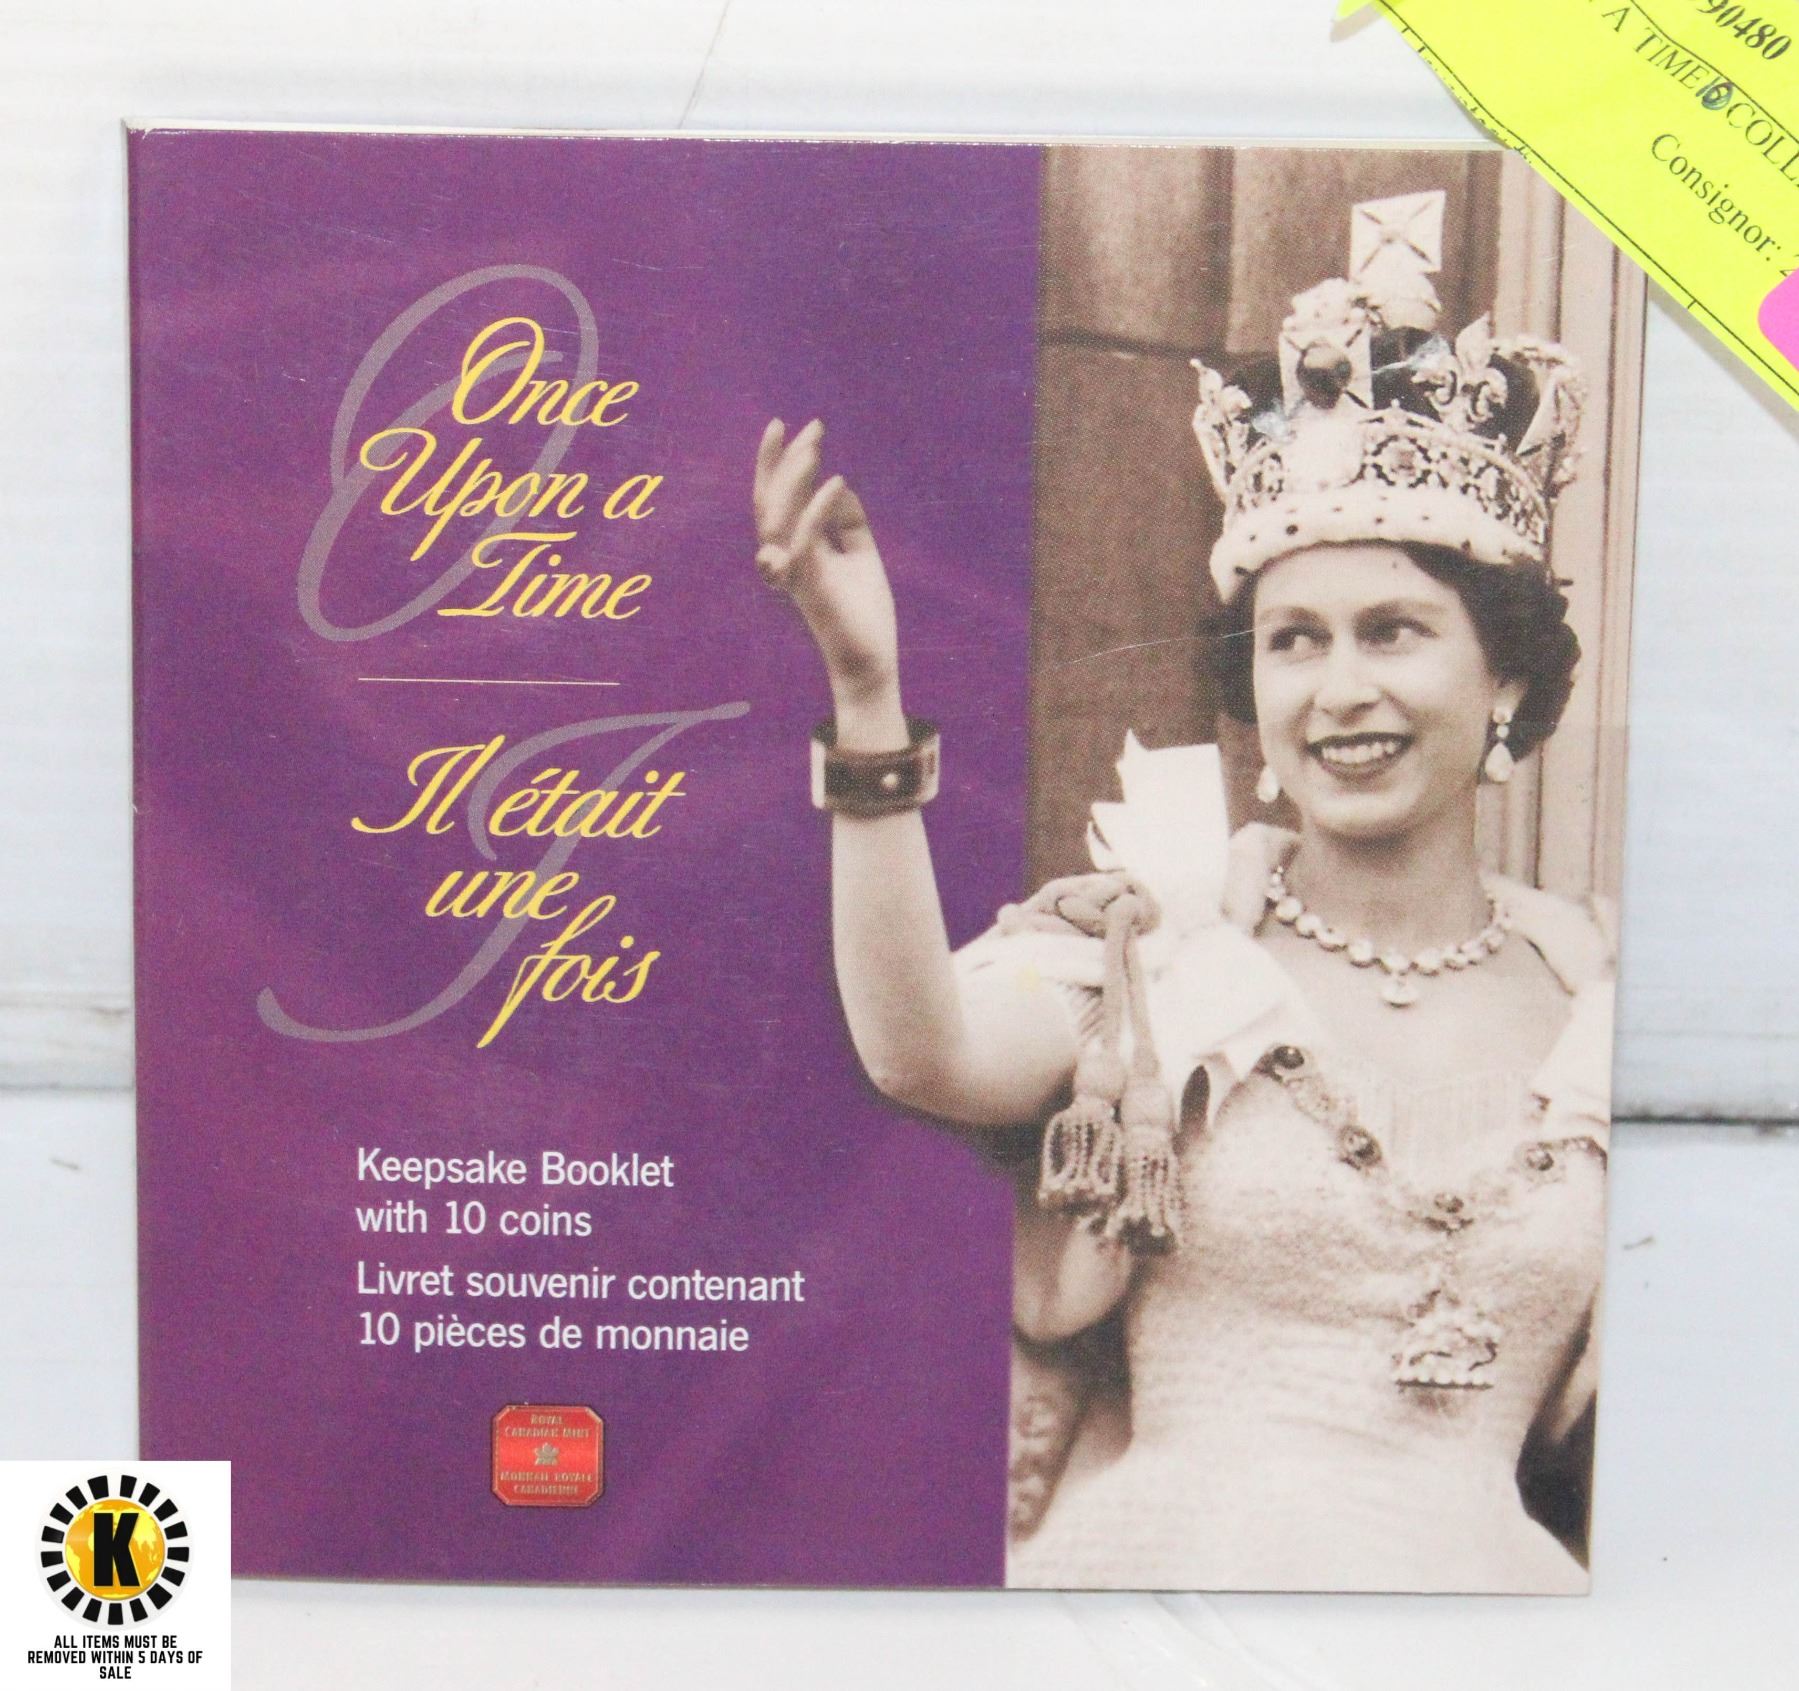 90480
A TIME
Consignor:
Once
Upon a
Time
Il était
une
fois
Keepsake Booklet
with 10 coins
Livret souvenir contenant
10 pièces de monnaie
ROYAL
CANADIAN MINT
ROYALE
CANADIENNE
K
ALL ITEMS MUST BE
REMOVED WITHIN 5 DAYS OF
SALE